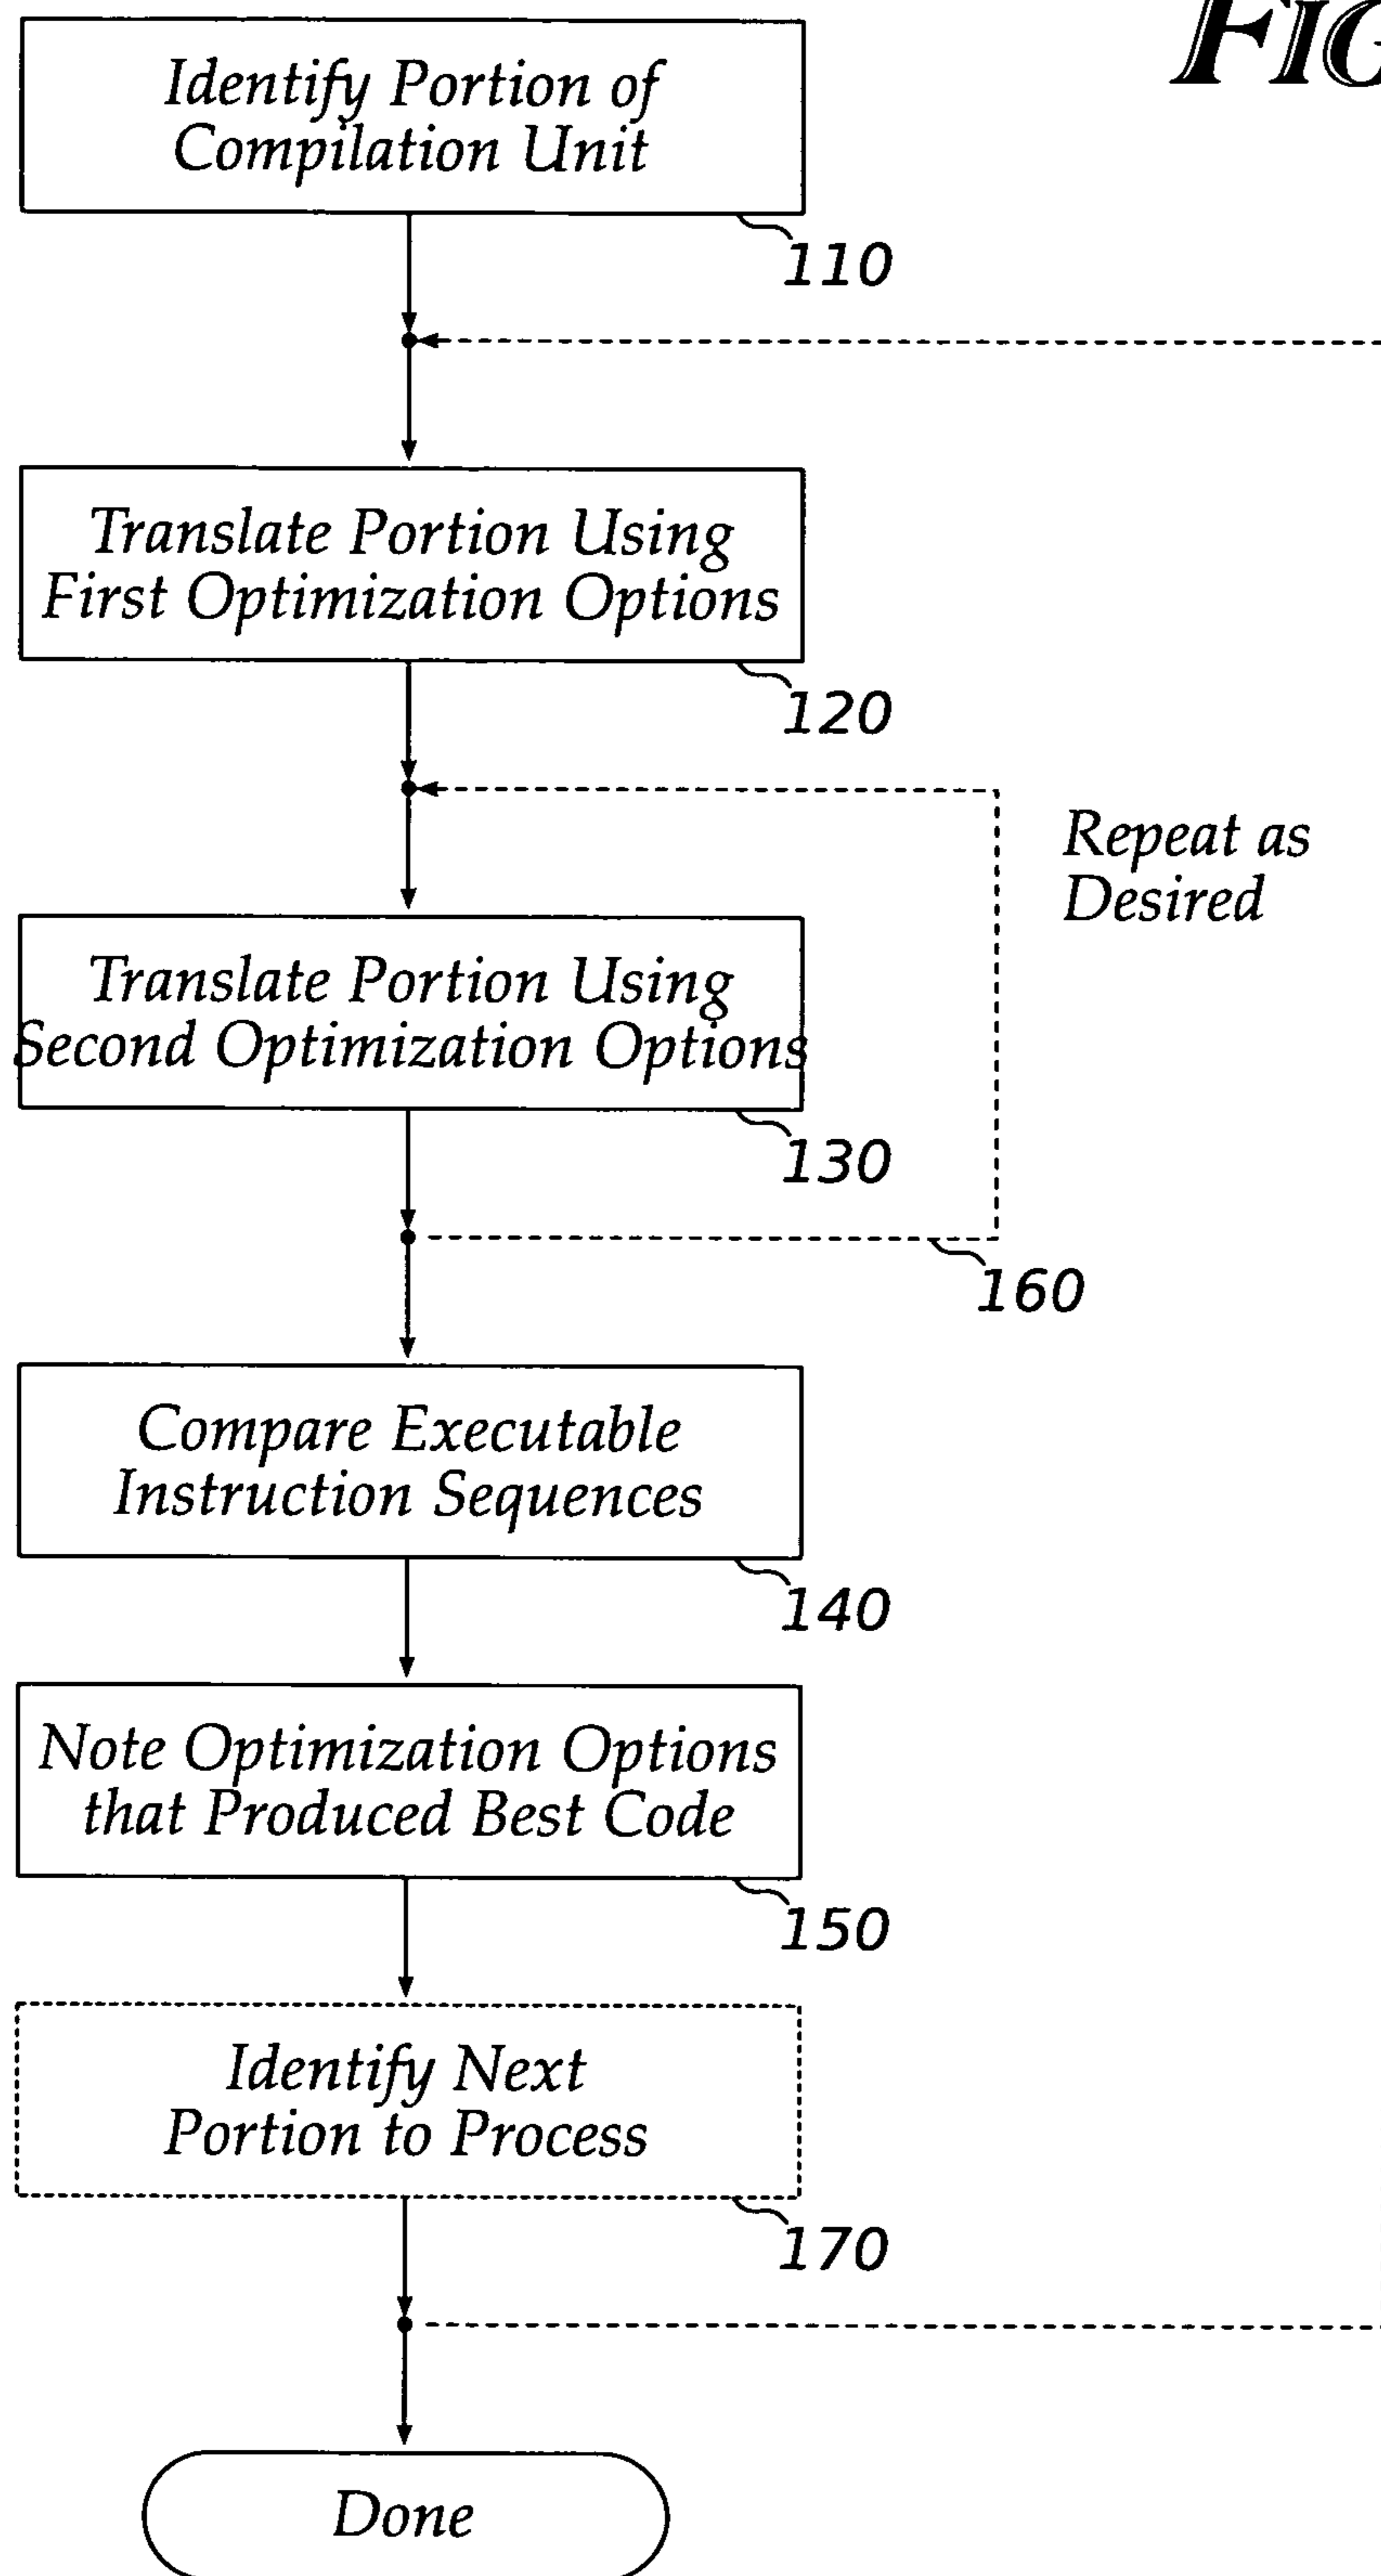 FIG
Identify Portion of
Compilation Unit
110
Translate Portion Using
First Optimization Options
120
Repeat as
Desired
Translate Portion Using
Second Optimization Options
130
160
Compare Executable
Instruction Sequences
140
Note Optimization Options
that Produced Best Code
150
Identify Next
Portion to Process
170
Done